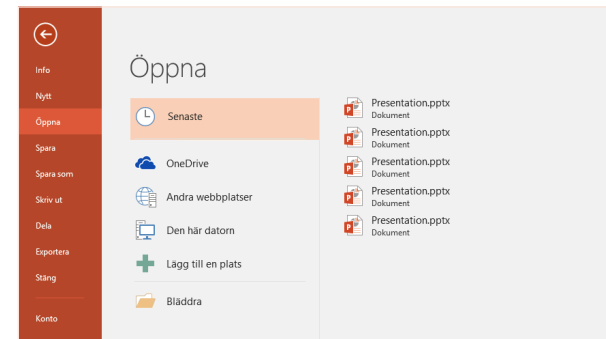 Info
Nytt
Öppna
Spara
Spara som
Skriv ut
Dela
Exportera
Stäng
Konto
Öppna
Senaste
OneDrive
Andra webbplatser
Den här datorn
Lägg till en plats
Bläddra
Presentation.pptx
Dokument
Presentation.pptx
Dokument
Presentation.pptx
Dokument
Presentation.pptx
Dokument
Presentation.pptx
Dokument